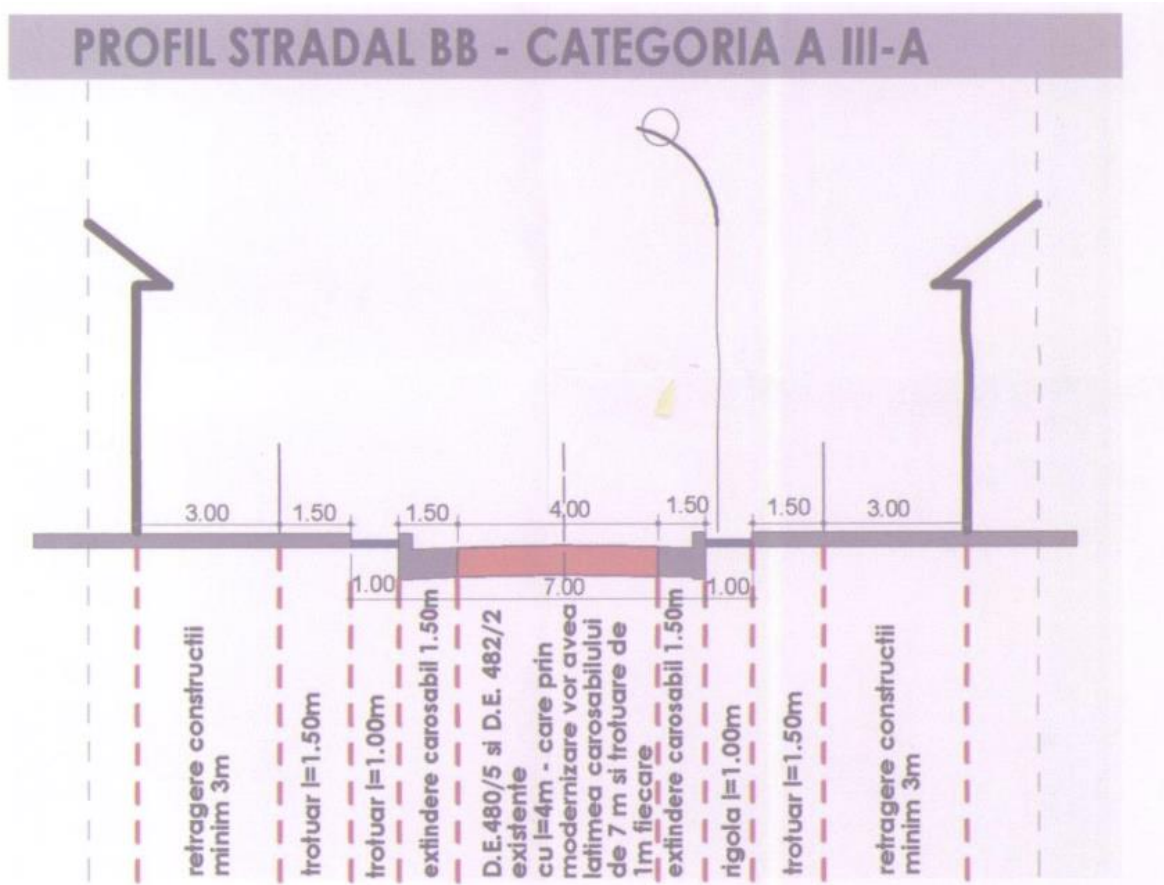 PROFIL STRADAL BB - CATEGORIA A III-A
3.00
1.50
1.50
4.00
1.50
1.50
3.00
1.00
7.00
1.00
retragere constructii
minim 3m
trotuar l=1.50m
trotuar l=1.00m
extindere carosabil 1.50m
D.E.480/5 si D.E. 482/2
existente
cu l=4m - care prin
modernizare vor avea
latimea carosabilului
de 7 m si trotuare de
1m fiecare
extindere carosabil 1.50m
rigola l=1.00m
trotuar l=1.50m
retragere constructii
minim 3m